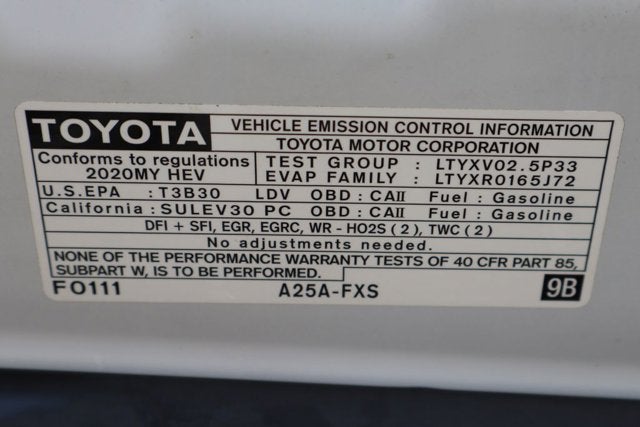 TOYOTA
VEHICLE EMISSION CONTROL INFORMATION
TOYOTA MOTOR CORPORATION
Conforms to regulations
2020MY HEV
TEST GROUP : LTYXV02.5P33
EVAP FAMILY : LTYXR0165J72
U.S.EPA : T3B30 LDV OBD : CAII Fuel : Gasoline
California : SULEV30 PC OBD : CAII Fuel : Gasoline
DFI + SFI, EGR, EGRC, WR - HO2S ( 2 ), TWC ( 2 )
No adjustments needed.
NONE OF THE PERFORMANCE WARRANTY TESTS OF 40 CFR PART 85,
SUBPART W, IS TO BE PERFORMED.
FO111 A25A-FXS 9B